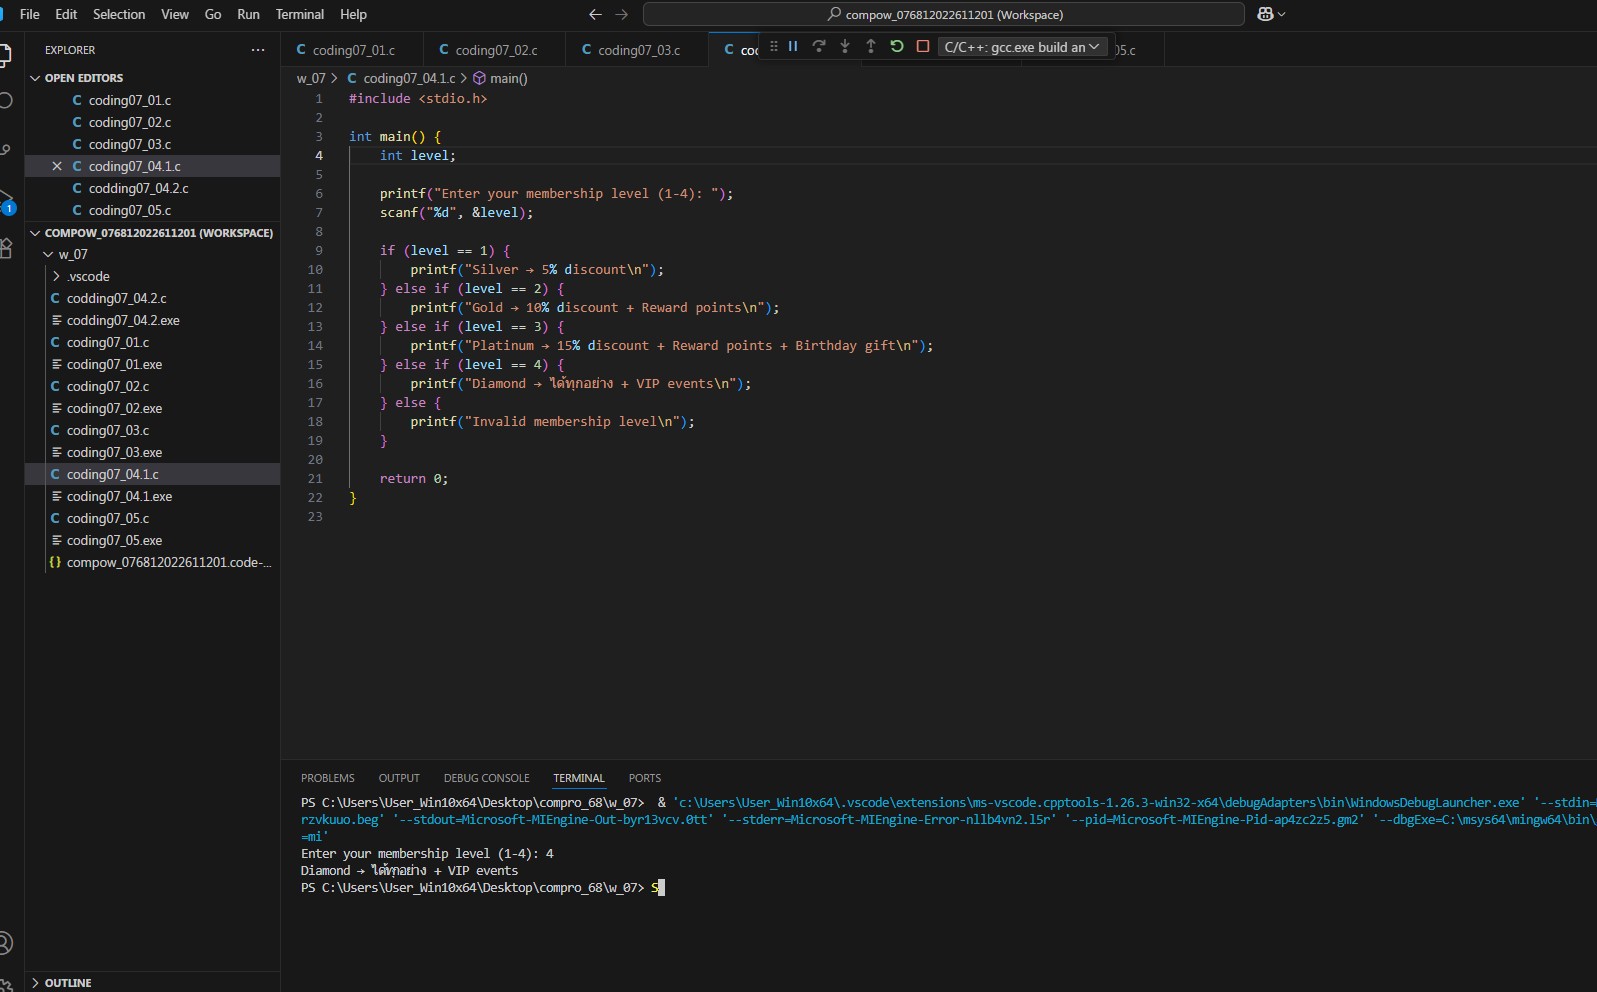 File Edit Selection View Go Run Terminal Help
compow_076812022611201 (Workspace)
EXPLORER
OPEN EDITORS
coding07_01.c
coding07_02.c
coding07_03.c
coding07_04.1.c
codding07_04.2.c
coding07_05.c
1
COMPOW_076812022611201 (WORKSPACE)
w_07
.vscode
codding07_04.2.c
codding07_04.2.exe
coding07_01.c
coding07_01.exe
coding07_02.c
coding07_02.exe
coding07_03.c
coding07_03.exe
coding07_04.1.c
coding07_04.1.exe
coding07_05.c
coding07_05.exe
compow_076812022611201.code-...
OUTLINE
coding07_01.c coding07_02.c coding07_03.c coc 05.c
C/C++: gcc.exe build an
w_07 > C coding07_04.1.c > main()
1 #include <stdio.h>
2
3 int main() {
4 int level;
5
6 printf("Enter your membership level (1-4): ");
7 scanf("%d", &level);
8
9 if (level == 1) {
10 printf("Silver → 5% discount\n");
11 } else if (level == 2) {
12 printf("Gold → 10% discount + Reward points\n");
13 } else if (level == 3) {
14 printf("Platinum → 15% discount + Reward points + Birthday gift\n");
15 } else if (level == 4) {
16 printf("Diamond → ได้ทุกอย่าง + VIP events\n");
17 } else {
18 printf("Invalid membership level\n");
19 }
20
21 return 0;
22 }
23
PROBLEMS OUTPUT DEBUG CONSOLE TERMINAL PORTS
PS C:\Users\User_Win10x64\Desktop\compro_68\w_07> & 'c:\Users\User_Win10x64\.vscode\extensions\ms-vscode.cpptools-1.26.3-win32-x64\debugAdapters\bin\WindowsDebugLauncher.exe' '--stdin=
rzvkuuo.beg' '--stdout=Microsoft-MIEngine-Out-byr13vcv.0tt' '--stderr=Microsoft-MIEngine-Error-nllb4vn2.l5r' '--pid=Microsoft-MIEngine-Pid-ap4zc2z5.gm2' '--dbgExe=C:\msys64\mingw64\bin\
=mi'
Enter your membership level (1-4): 4
Diamond → ได้ทุกอย่าง + VIP events
PS C:\Users\User_Win10x64\Desktop\compro_68\w_07> S